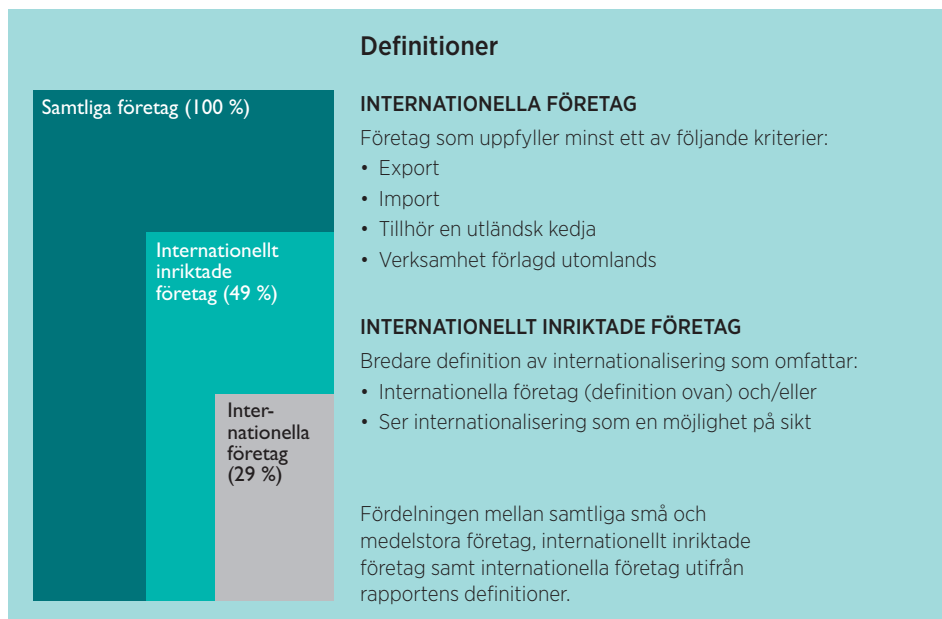 Definitioner
Samtliga företag (100 %)
Internationellt
inriktade
företag (49 %)
Inter-
nationella
företag
(29 %)
INTERNATIONELLA FÖRETAG
Företag som uppfyller minst ett av följande kriterier:
• Export
• Import
• Tillhör en utländsk kedja
• Verksamhet förlagd utomlands
INTERNATIONELLT INRIKTADE FÖRETAG
Bredare definition av internationalisering som omfattar:
• Internationella företag (definition ovan) och/eller
• Ser internationalisering som en möjlighet på sikt
Fördelningen mellan samtliga små och
medelstora företag, internationellt inriktade
företag samt internationella företag utifrån
rapportens definitioner.